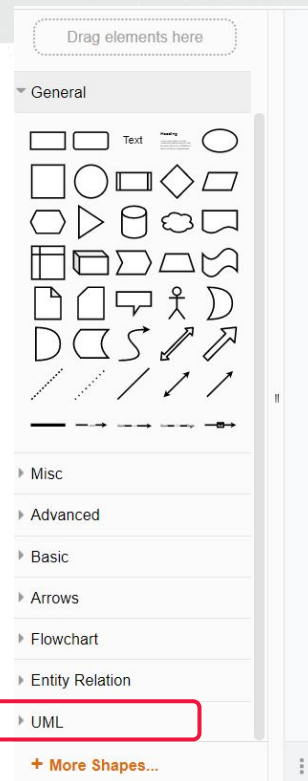 Drag elements here
General
Text
Heading
Misc
Advanced
Basic
Arrows
Flowchart
Entity Relation
UML
+ More Shapes...